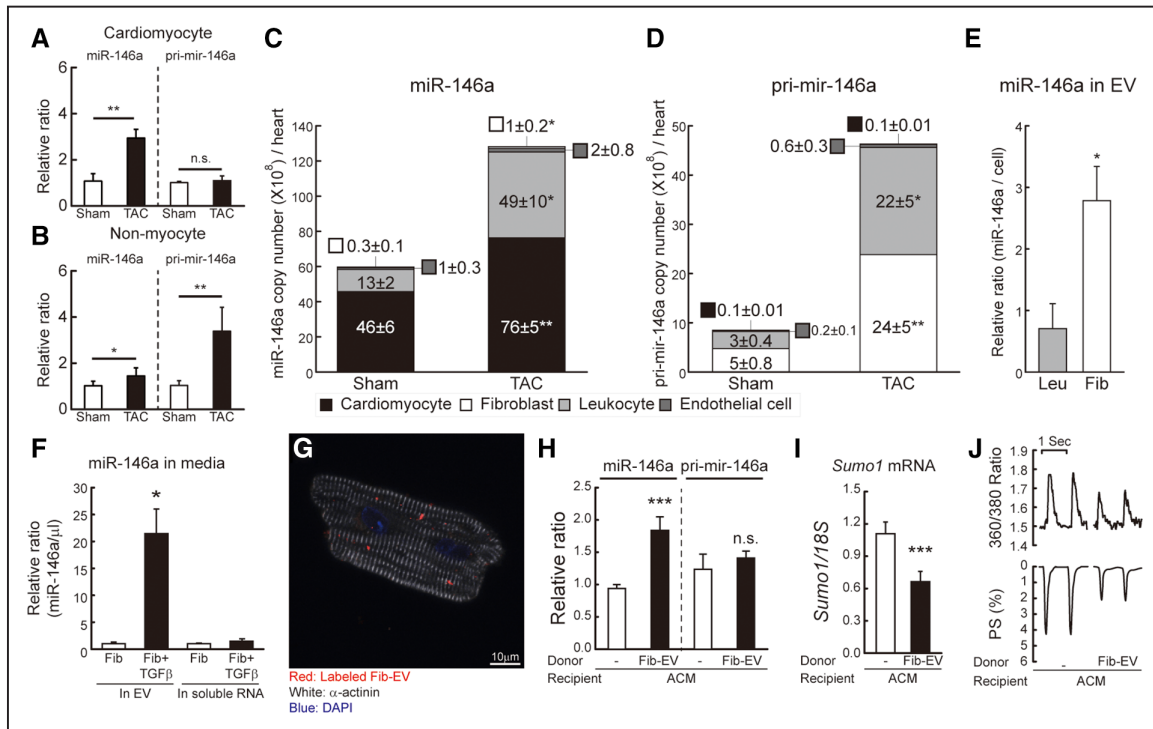 A
Cardiomyocyte
miR-146a
pri-mir-146a
Relative ratio
6
4
2
0
**
n.s.
Sham
TAC
Sham
TAC
B
Non-myocyte
miR-146a
pri-mir-146a
Relative ratio
6
4
2
0
*
**
Sham
TAC
Sham
TAC
C
miR-146a
miR-146a copy number (X10⁸) / heart
140
120
100
80
60
40
20
0
0.3±0.1
1±0.3
13±2
46±6
1±0.2*
2±0.8
49±10*
76±5**
Sham
TAC
D
pri-mir-146a
pri-mir-146a copy number (X10⁸) / heart
50
40
30
20
10
0
0.1±0.01
0.2±0.1
3±0.4
5±0.8
0.1±0.01
0.6±0.3
22±5*
24±5**
Sham
TAC
Cardiomyocyte
Fibroblast
Leukocyte
Endothelial cell
E
miR-146a in EV
Relative ratio (miR-146a / cell)
4
3
2
1
0
*
Leu
Fib
F
miR-146a in media
Relative ratio
(miR-146a/μl)
30
25
20
15
10
5
0
*
Fib
Fib+
TGFβ
Fib
Fib+
TGFβ
In EV
In soluble RNA
G
10μm
Red: Labeled Fib-EV
White: α-actinin
Blue: DAPI
H
miR-146a
pri-mir-146a
Relative ratio
2.5
2.0
1.5
1.0
0.5
0.0
***
n.s.
Donor
-
Fib-EV
-
Fib-EV
Recipient
ACM
I
Sumo1 mRNA
Sumo1/18S
1.5
1.2
0.9
0.6
0.3
0
***
Donor
-
Fib-EV
Recipient
ACM
J
1 Sec
360/380 Ratio
1.9
1.8
1.7
1.6
1.5
1.4
PS (%)
0
1
2
3
4
5
6
Donor
-
Fib-EV
Recipient
ACM